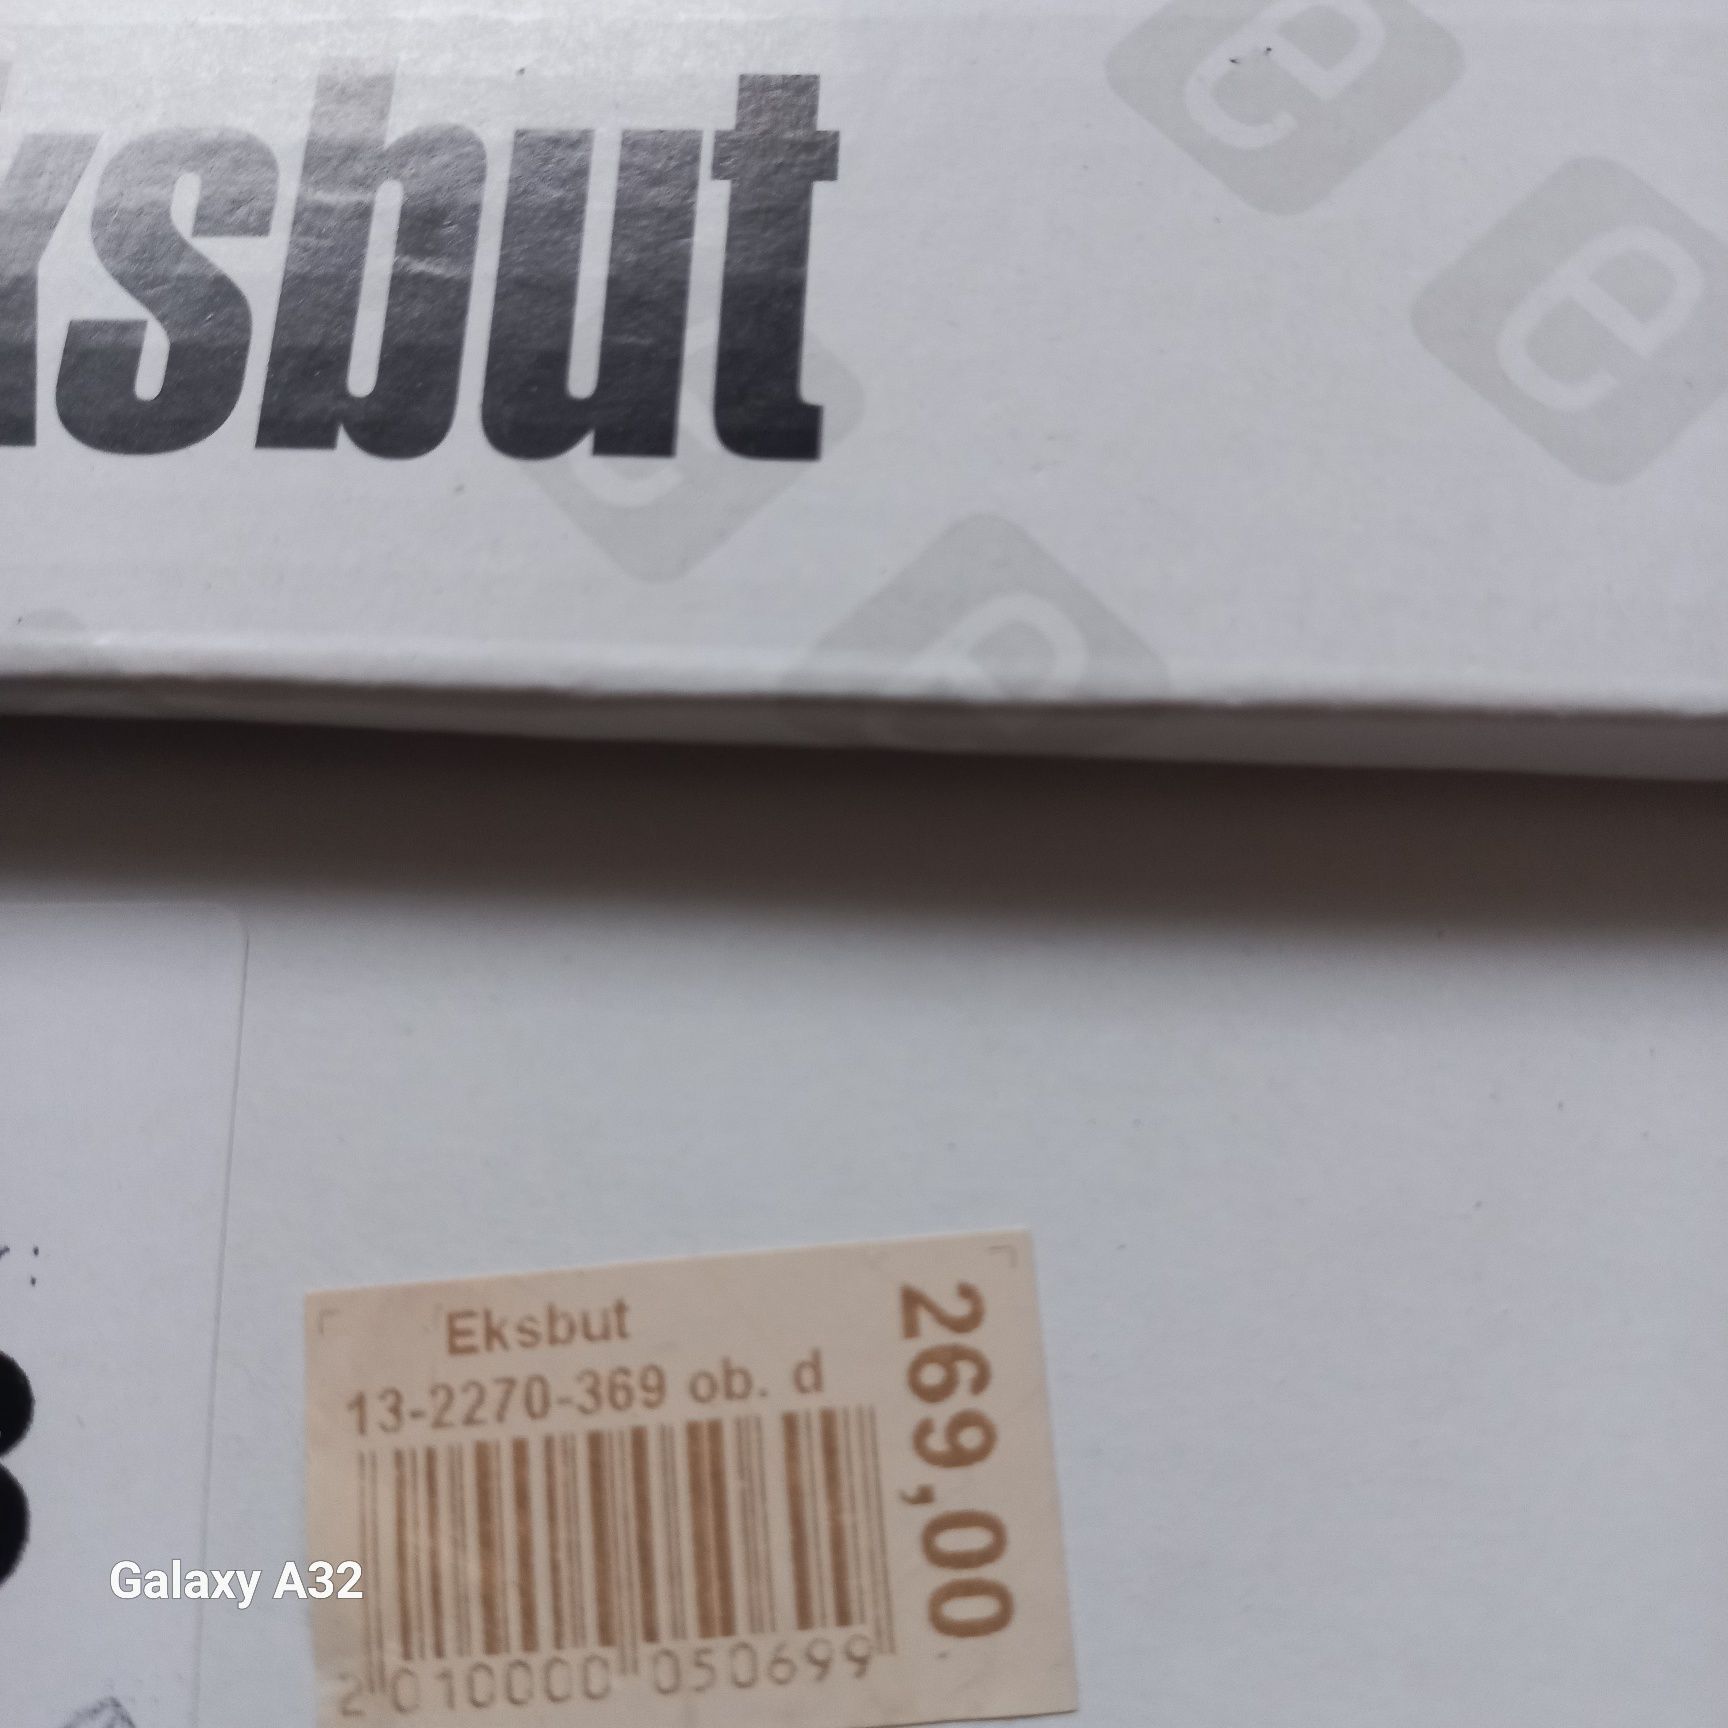 ksbut
Eksbut
13-2270-369 ob. d
269,00
2 010000 050699
Galaxy A32